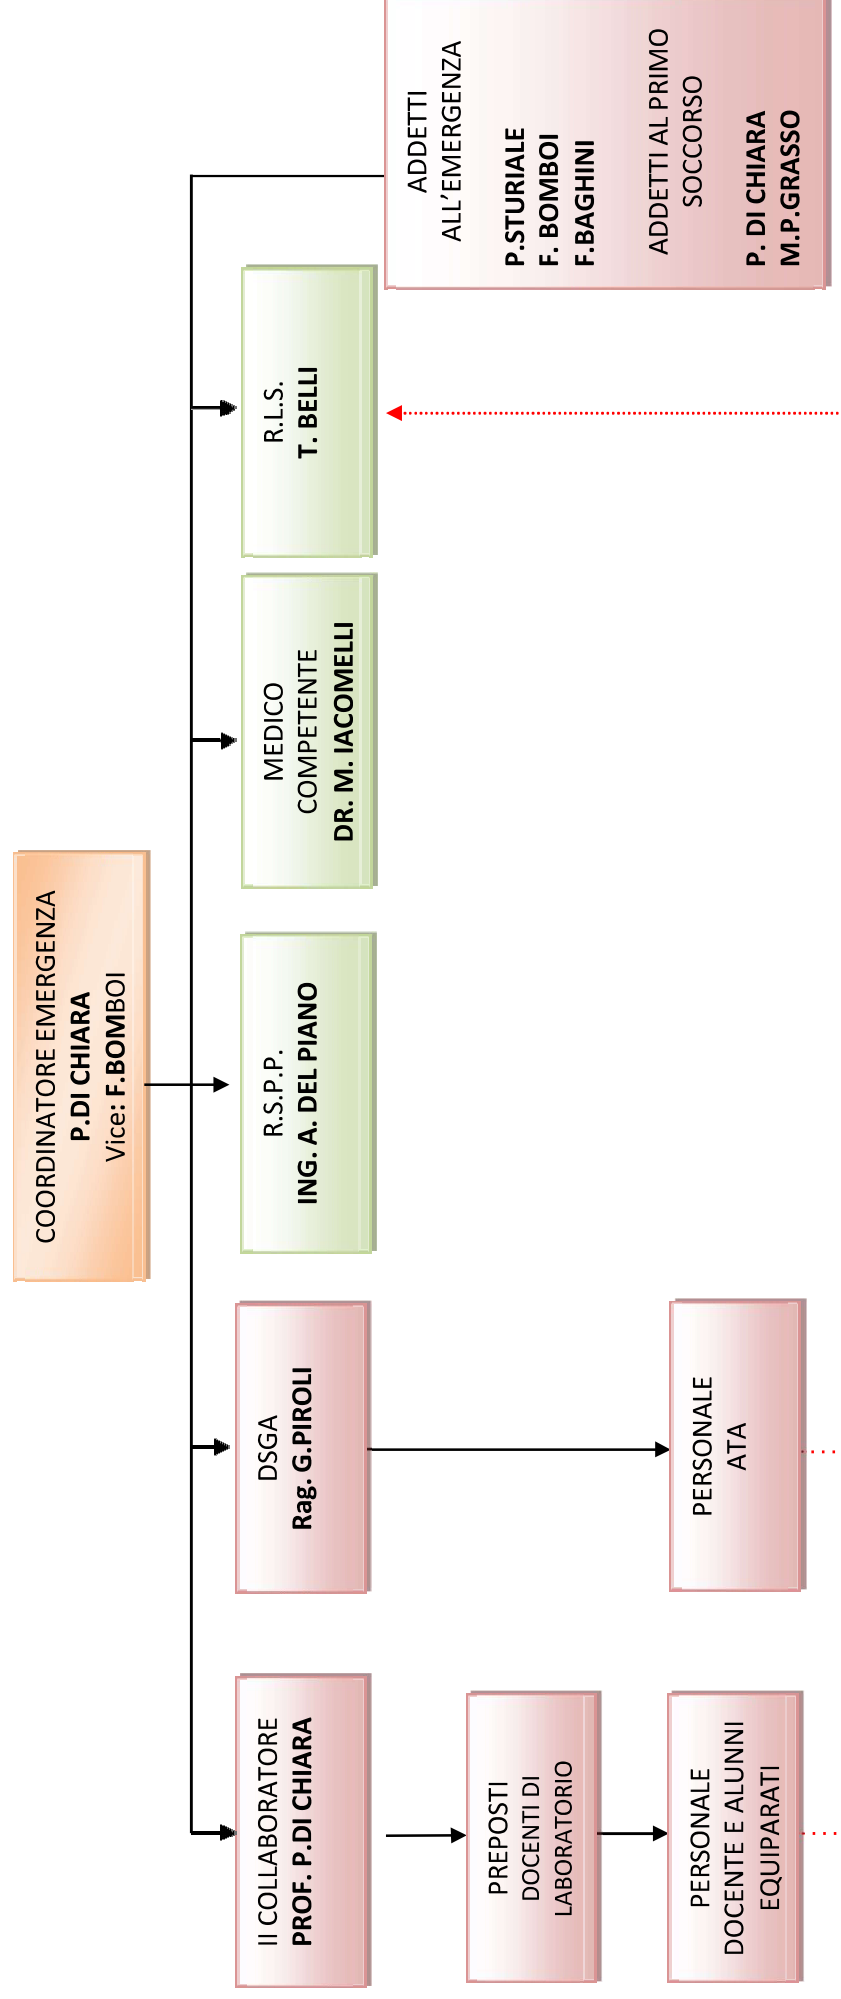 COORDINATORE EMERGENZA
P.DI CHIARA
Vice: F.BOMBOI
II COLLABORATORE
PROF. P.DI CHIARA
DSGA
Rag. G.PIROLI
R.S.P.P.
ING. A. DEL PIANO
MEDICO
COMPETENTE
DR. M. IACOMELLI
R.L.S.
T. BELLI
ADDETTI
ALL’EMERGENZA
P.STURIALE
F. BOMBOI
F.BAGHINI
ADDETTI AL PRIMO
SOCCORSO
P. DI CHIARA
M.P.GRASSO
PREPOSTI
DOCENTI DI
LABORATORIO
PERSONALE
DOCENTE E ALUNNI
EQUIPARATI
PERSONALE
ATA